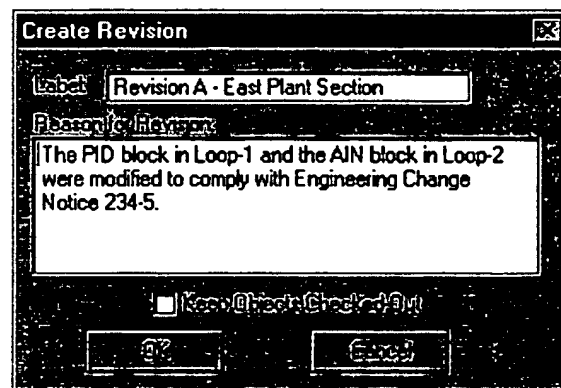 Create Revision
Label: Revision A - East Plant Section
Reason for Revision:
The PID block in Loop-1 and the AIN block in Loop-2
were modified to comply with Engineering Change
Notice 234-5.
Keep Objects Checked Out
OK Cancel